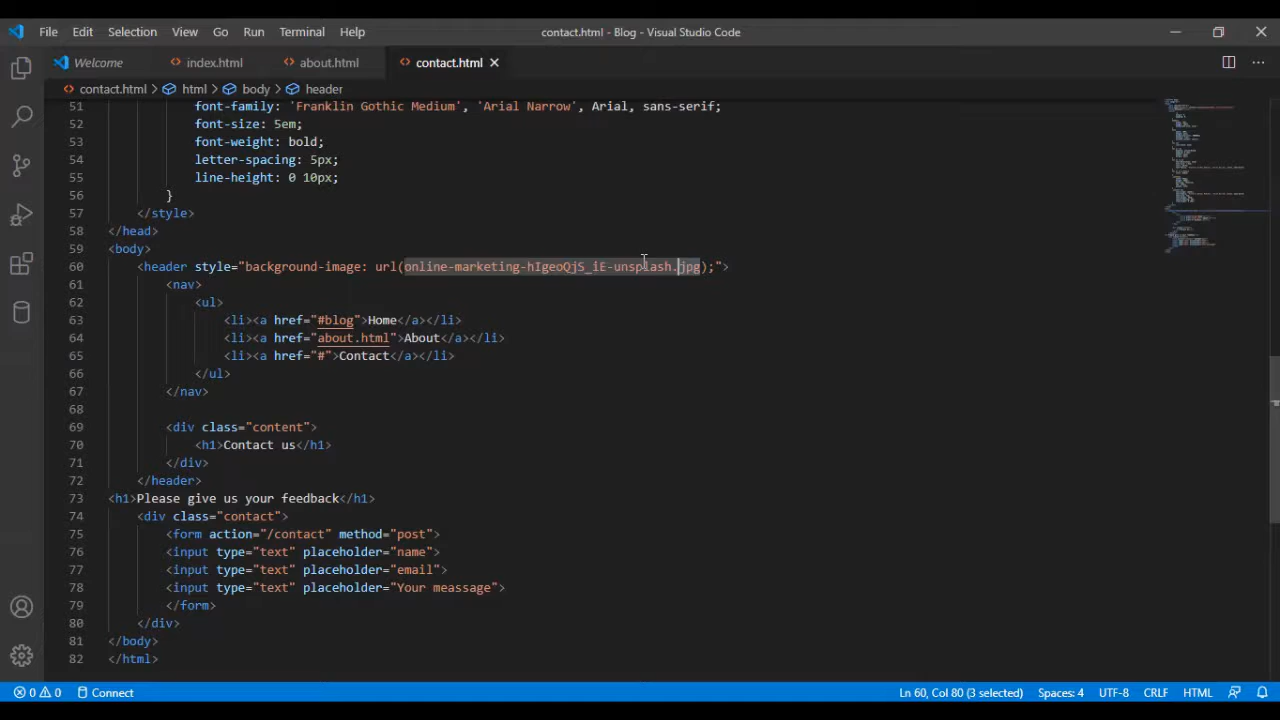 File Edit Selection View Go Run Terminal Help contact.html - Blog - Visual Studio Code
Welcome index.html about.html contact.html
contact.html > html > body > header
51 font-family: 'Franklin Gothic Medium', 'Arial Narrow', Arial, sans-serif;
52 font-size: 5em;
53 font-weight: bold;
54 letter-spacing: 5px;
55 line-height: 0 10px;
56 }
57 </style>
58 </head>
59 <body>
60 <header style="background-image: url(online-marketing-hIgeoQjS_iE-unsplash.jpg);">
61 <nav>
62 <ul>
63 <li><a href="#blog">Home</a></li>
64 <li><a href="about.html">About</a></li>
65 <li><a href="#">Contact</a></li>
66 </ul>
67 </nav>
68
69 <div class="content">
70 <h1>Contact us</h1>
71 </div>
72 </header>
73 <h1>Please give us your feedback</h1>
74 <div class="contact">
75 <form action="/contact" method="post">
76 <input type="text" placeholder="name">
77 <input type="text" placeholder="email">
78 <input type="text" placeholder="Your meassage">
79 </form>
80 </div>
81 </body>
82 </html>
0 0 Connect Ln 60, Col 80 (3 selected) Spaces: 4 UTF-8 CRLF HTML